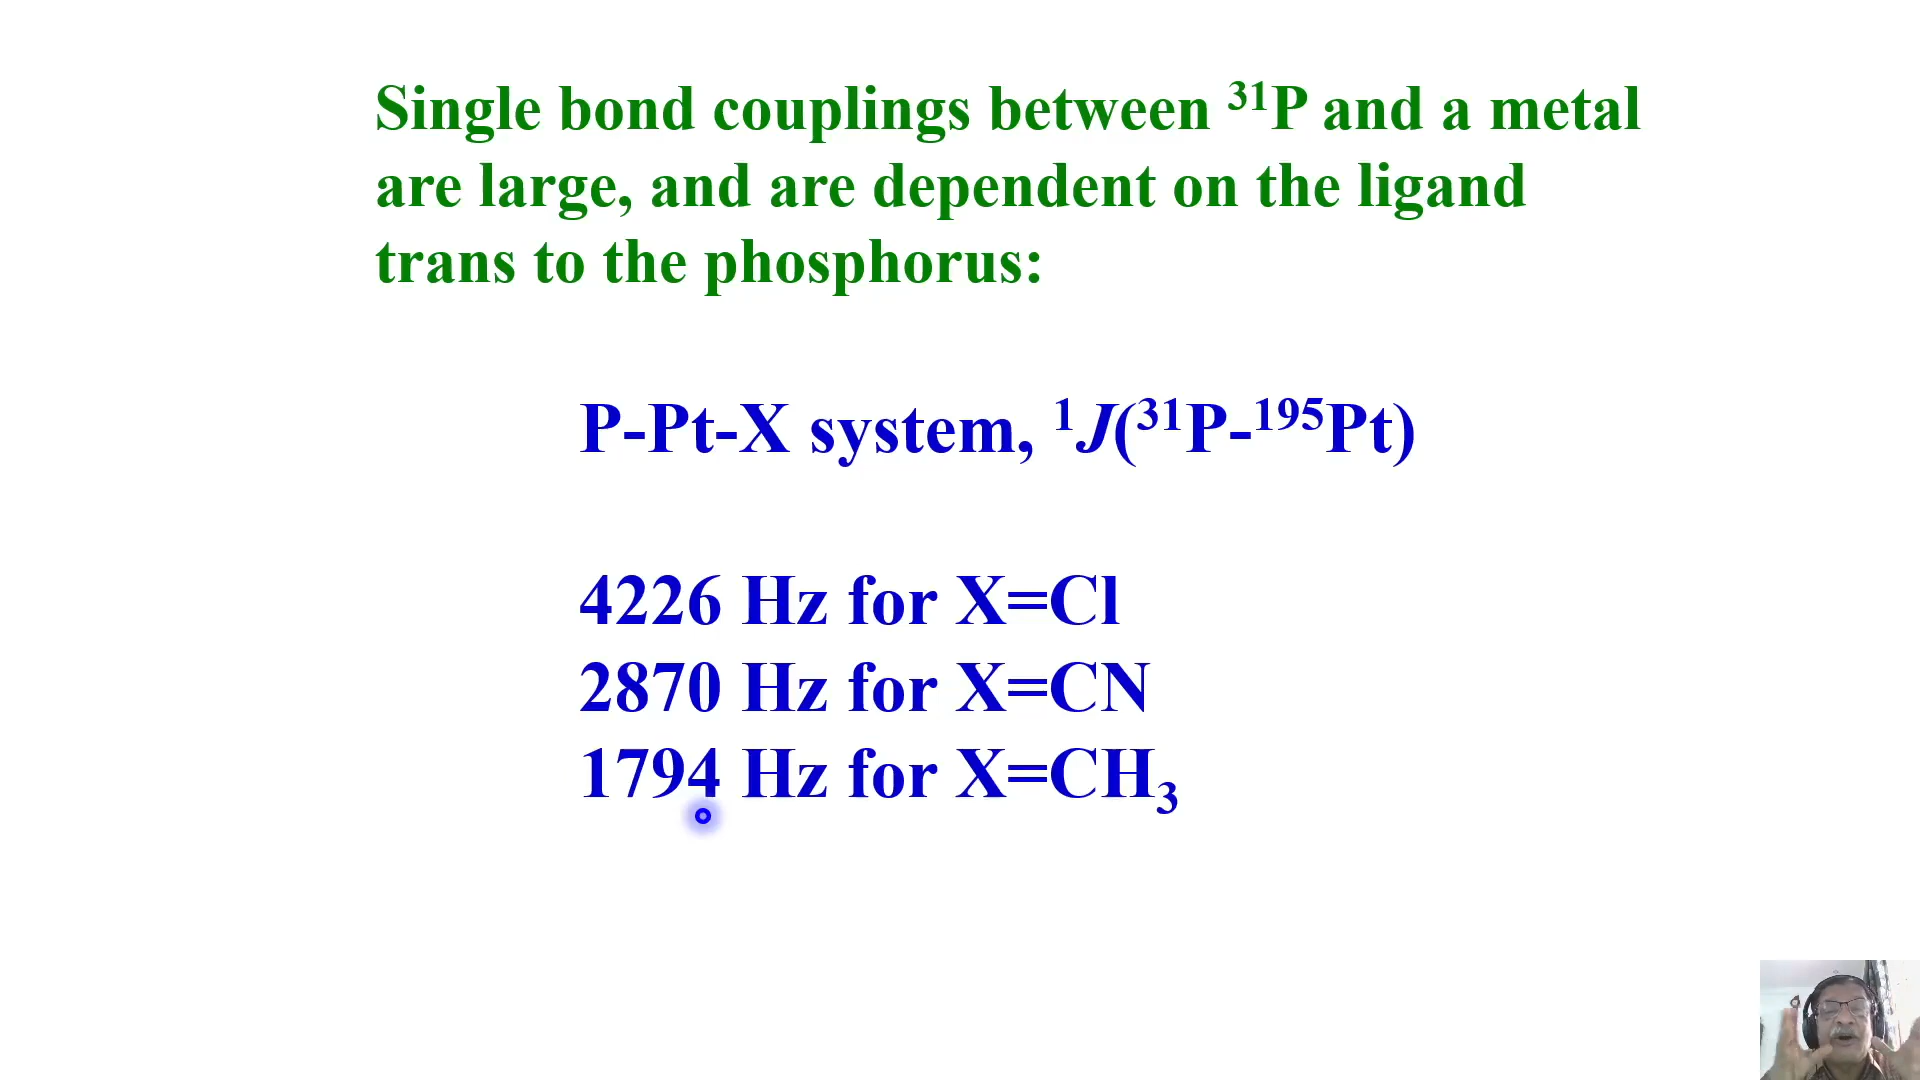 Single bond couplings between ³¹P and a metal
are large, and are dependent on the ligand
trans to the phosphorus:
P-Pt-X system, ¹J(³¹P-¹⁹⁵Pt)
4226 Hz for X=Cl
2870 Hz for X=CN
1794 Hz for X=CH₃